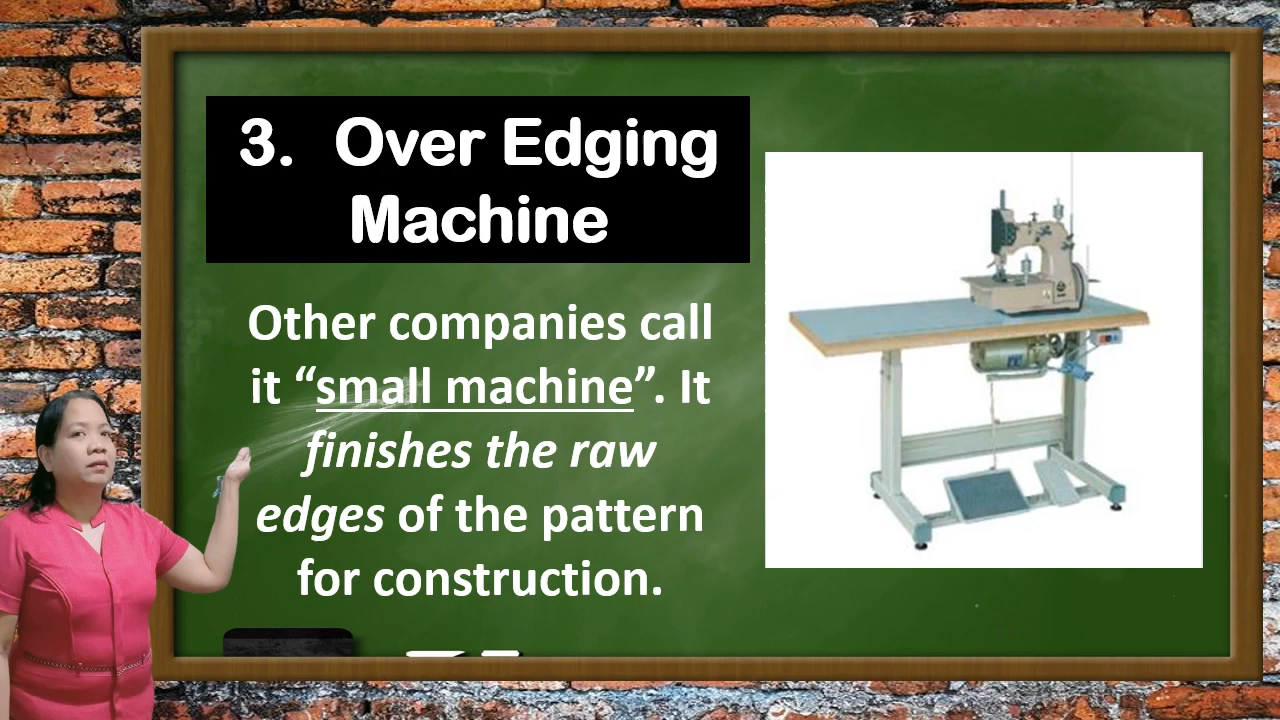 3. Over Edging
Machine
Other companies call
it “small machine”. It
finishes the raw
edges of the pattern
for construction.